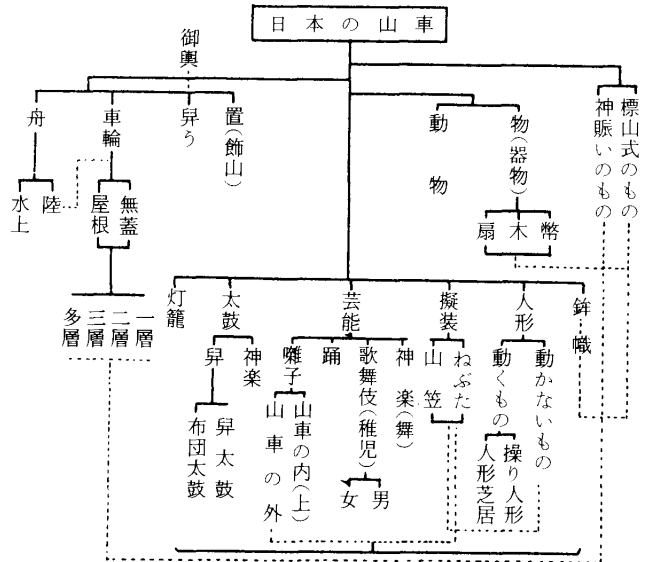 日本の山車
標山式のもの
神賑いのもの
物(器物)
動物
幣
木
扇
置(飾山)
御輿
舁う
車輪
舟
無蓋
屋根
陸
水上
一層
二層
三層
多層
鉾・幟
人形
動かないもの
動くもの
操り人形
人形芝居
擬装
ねぶた
山笠
芸能
神楽(舞)
歌舞伎(稚児)
男
女
踊
囃子
山車の内(上)
山車の外
太鼓
神楽
舁
舁太鼓
布団太鼓
灯籠